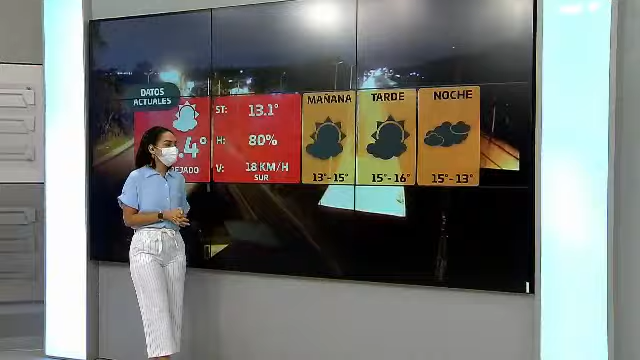 DATOS
ACTUALES
ST: 13.1°
H: 80%
V: 18 KM/H
SUR
MAÑANA
13°-15°
TARDE
15°-16°
NOCHE
15°-13°